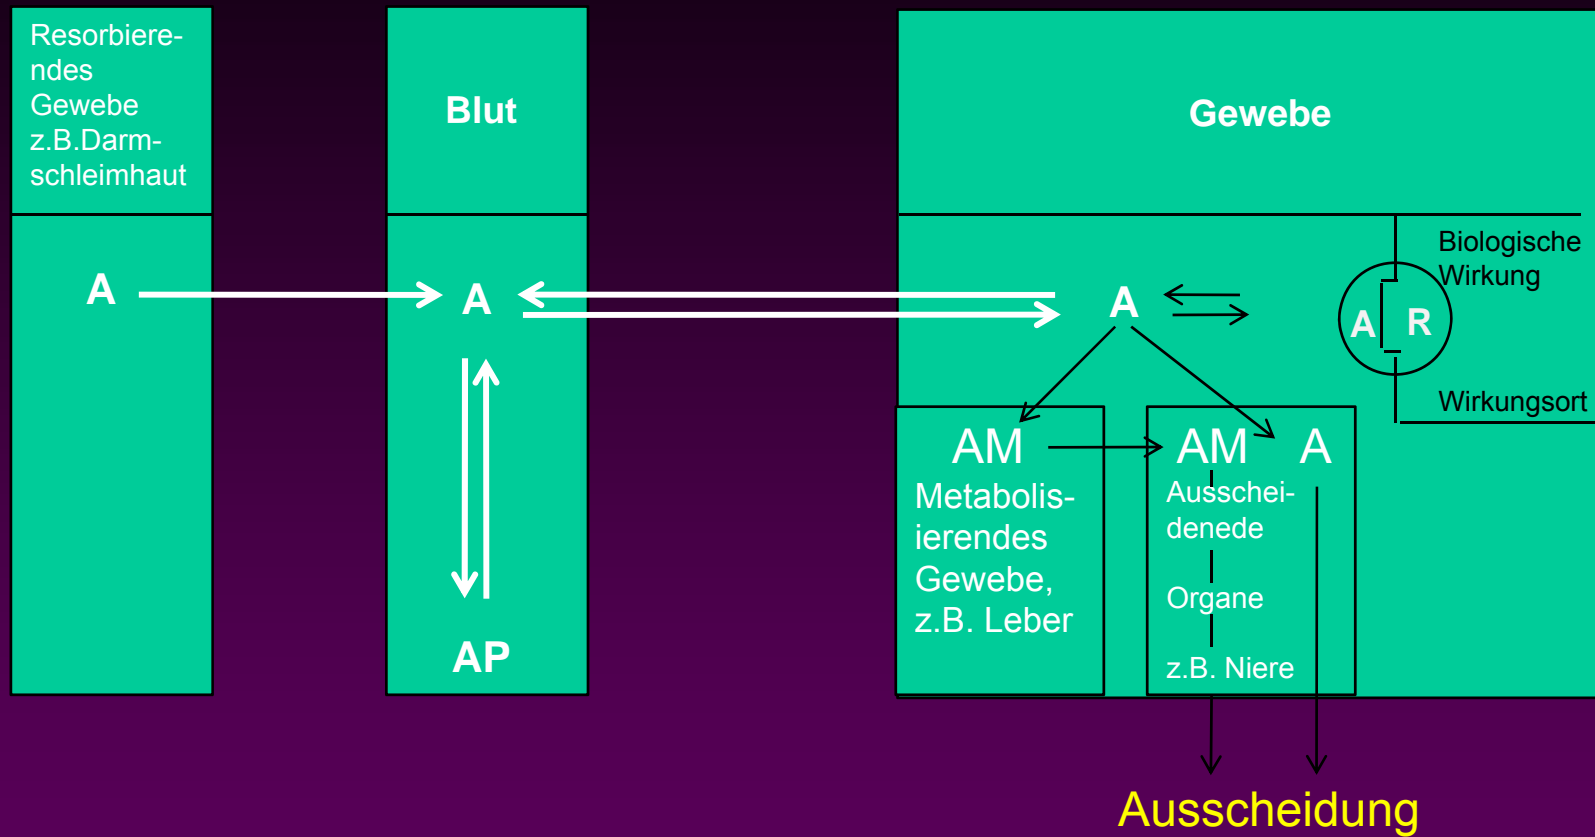 Resorbiere-
ndes
Gewebe
z.B.Darm-
schleimhaut
Blut
Gewebe
A
A
AP
A
Biologische
Wirkung
A R
Wirkungsort
AM
Metabolis-
ierendes
Gewebe,
z.B. Leber
AM A
Ausschei-
denede
Organe
z.B. Niere
Ausscheidung